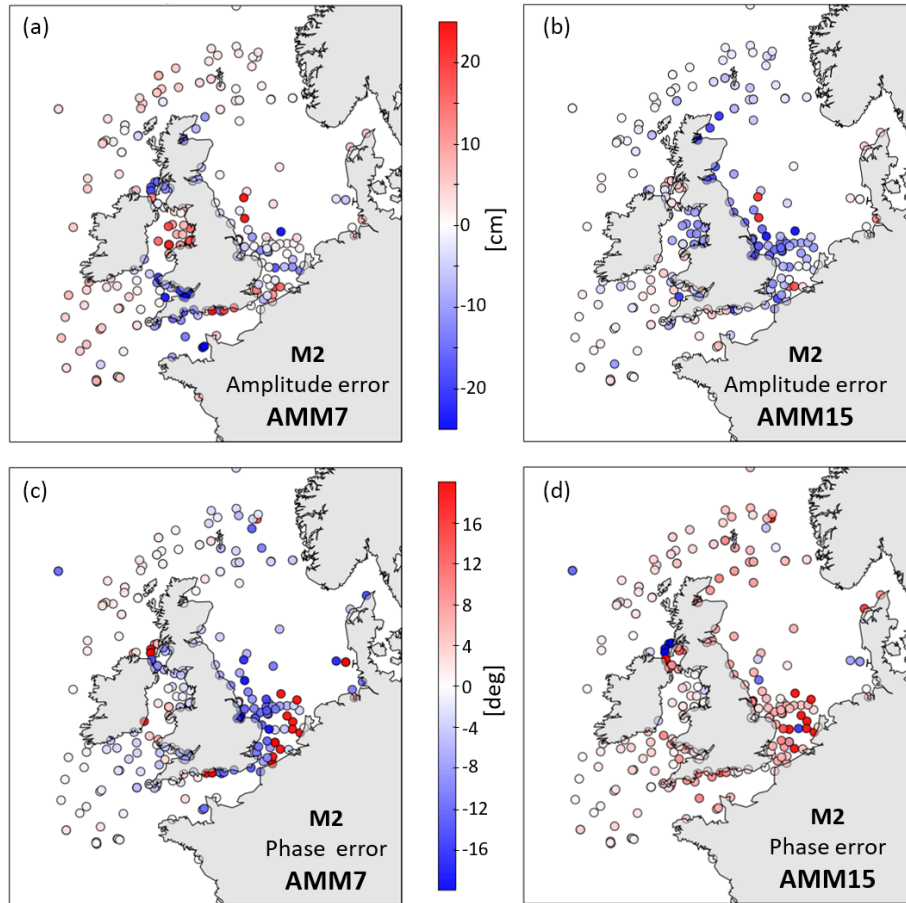 (a)
M2
Amplitude error
AMM7
20
10
0
-10
-20
[cm]
(b)
M2
Amplitude error
AMM15
(c)
M2
Phase error
AMM7
16
12
8
4
0
-4
-8
-12
-16
[deg]
(d)
M2
Phase error
AMM15